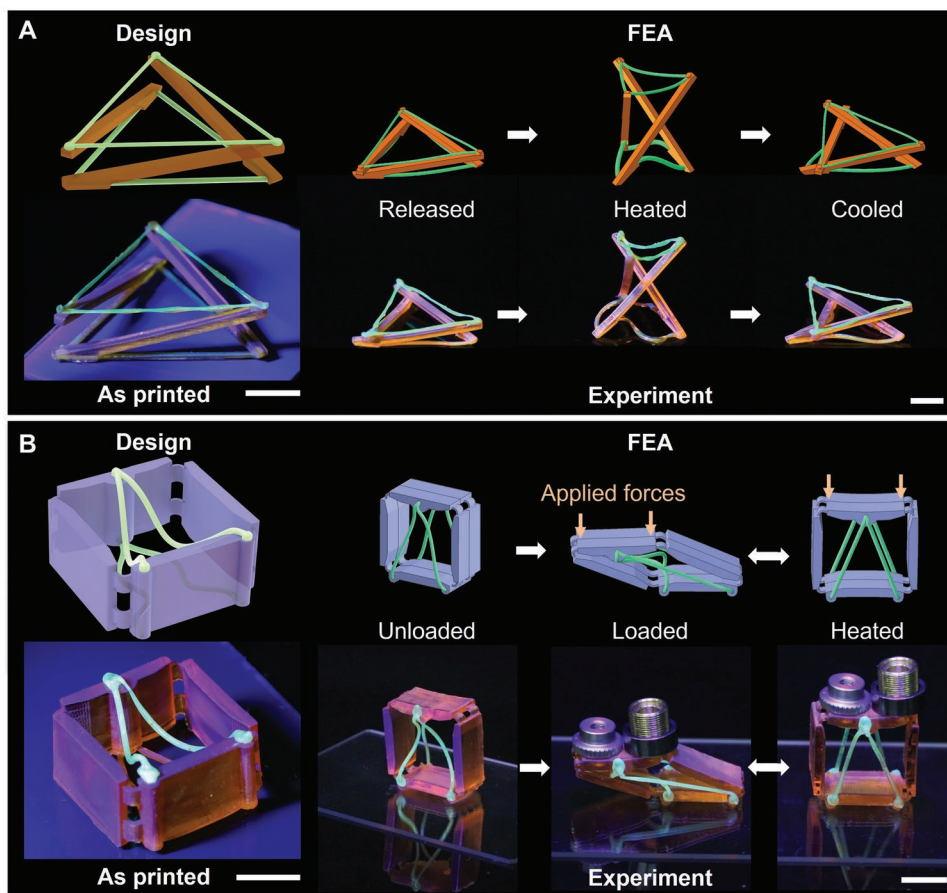 A
Design
FEA
Released
Heated
Cooled
As printed
Experiment
B
Design
FEA
Applied forces
Unloaded
Loaded
Heated
As printed
Experiment